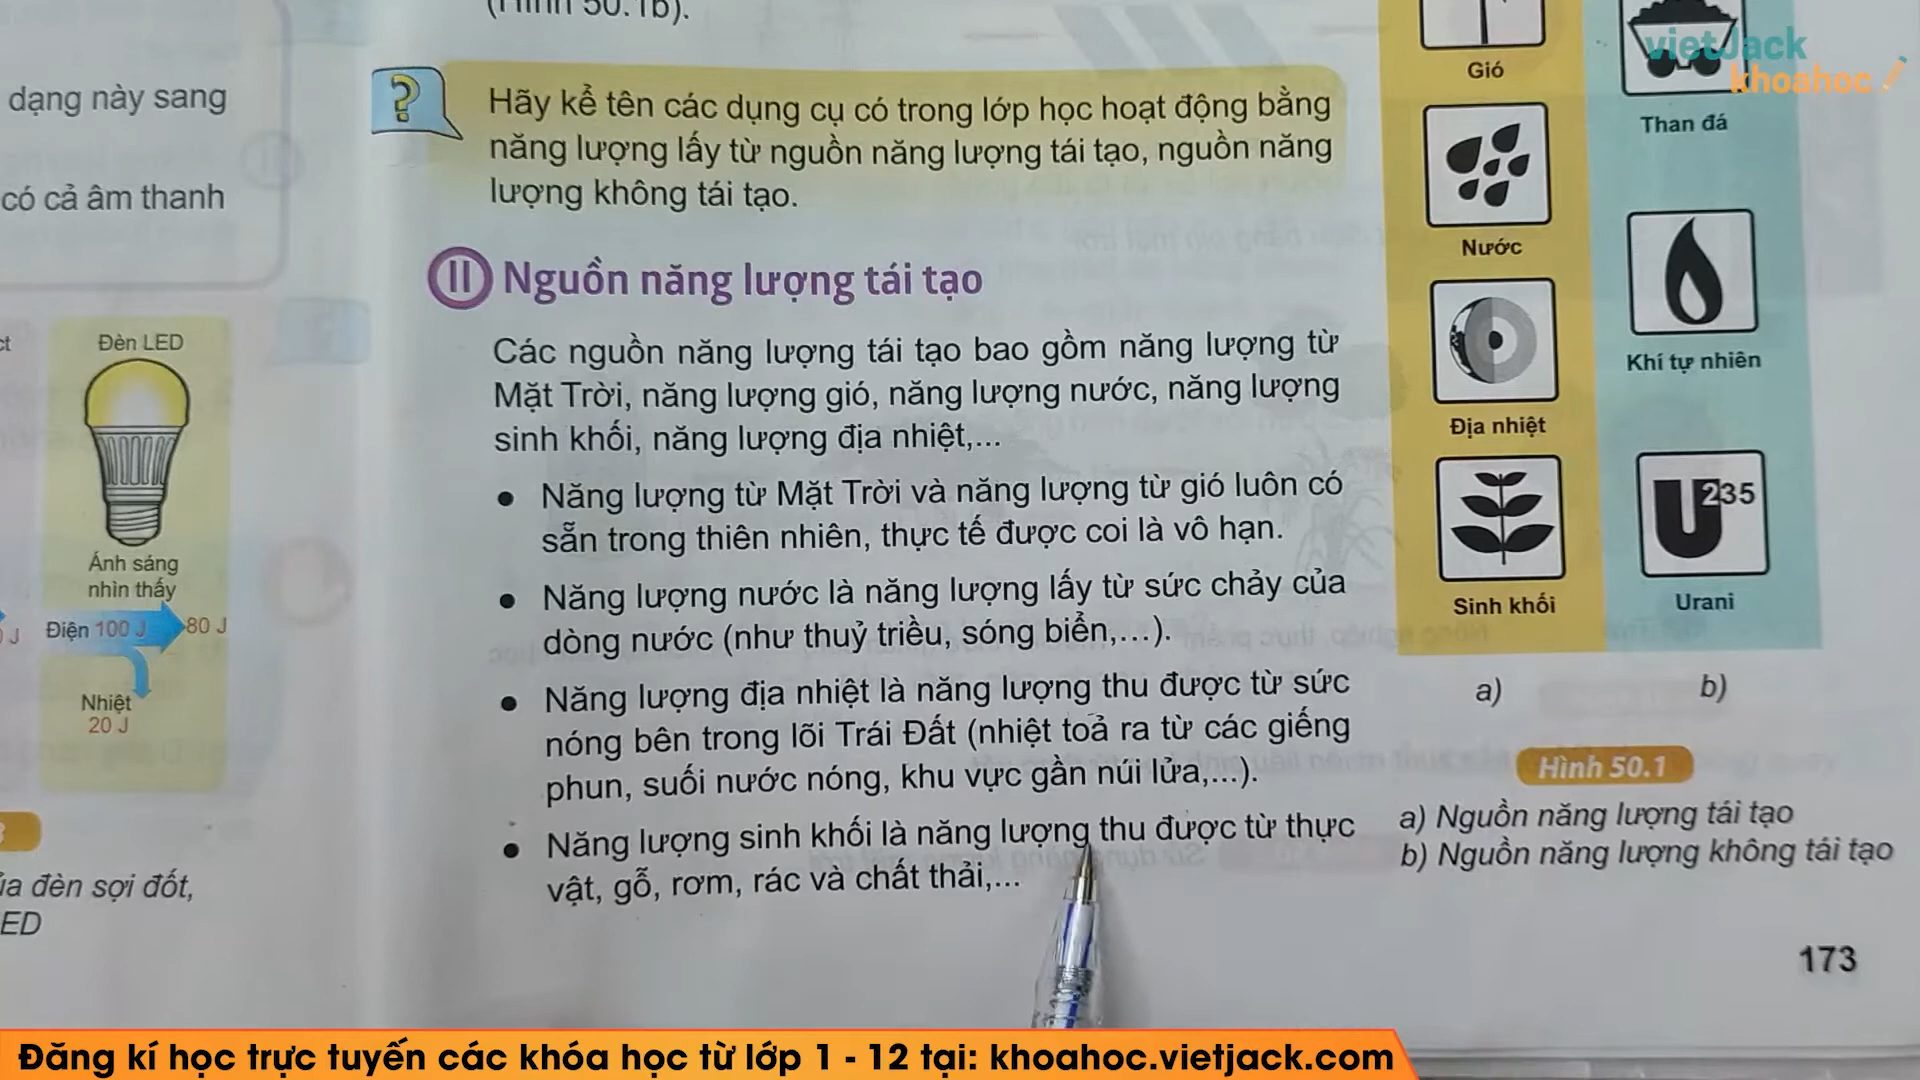 (Hình 50.1b).
dạng này sang
có cả âm thanh
?
Hãy kể tên các dụng cụ có trong lớp học hoạt động bằng
năng lượng lấy từ nguồn năng lượng tái tạo, nguồn năng
lượng không tái tạo.
II Nguồn năng lượng tái tạo
Các nguồn năng lượng tái tạo bao gồm năng lượng từ
Mặt Trời, năng lượng gió, năng lượng nước, năng lượng
sinh khối, năng lượng địa nhiệt,...
Năng lượng từ Mặt Trời và năng lượng từ gió luôn có
sẵn trong thiên nhiên, thực tế được coi là vô hạn.
Năng lượng nước là năng lượng lấy từ sức chảy của
dòng nước (như thuỷ triều, sóng biển,...).
Năng lượng địa nhiệt là năng lượng thu được từ sức
nóng bên trong lõi Trái Đất (nhiệt toả ra từ các giếng
phun, suối nước nóng, khu vực gần núi lửa,...).
Năng lượng sinh khối là năng lượng thu được từ thực
vật, gỗ, rơm, rác và chất thải,...
Đèn LED
Ánh sáng
nhìn thấy
J Điện 100 J 80 J
Nhiệt
20 J
đèn sợi đốt,
ED
Gió
Nước
Địa nhiệt
Sinh khối
Than đá
Khí tự nhiên
U 235
Urani
a) b)
Hình 50.1
a) Nguồn năng lượng tái tạo
b) Nguồn năng lượng không tái tạo
173
vietJack
khoahoc
Đăng kí học trực tuyến các khóa học từ lớp 1 - 12 tại: khoahoc.vietjack.com